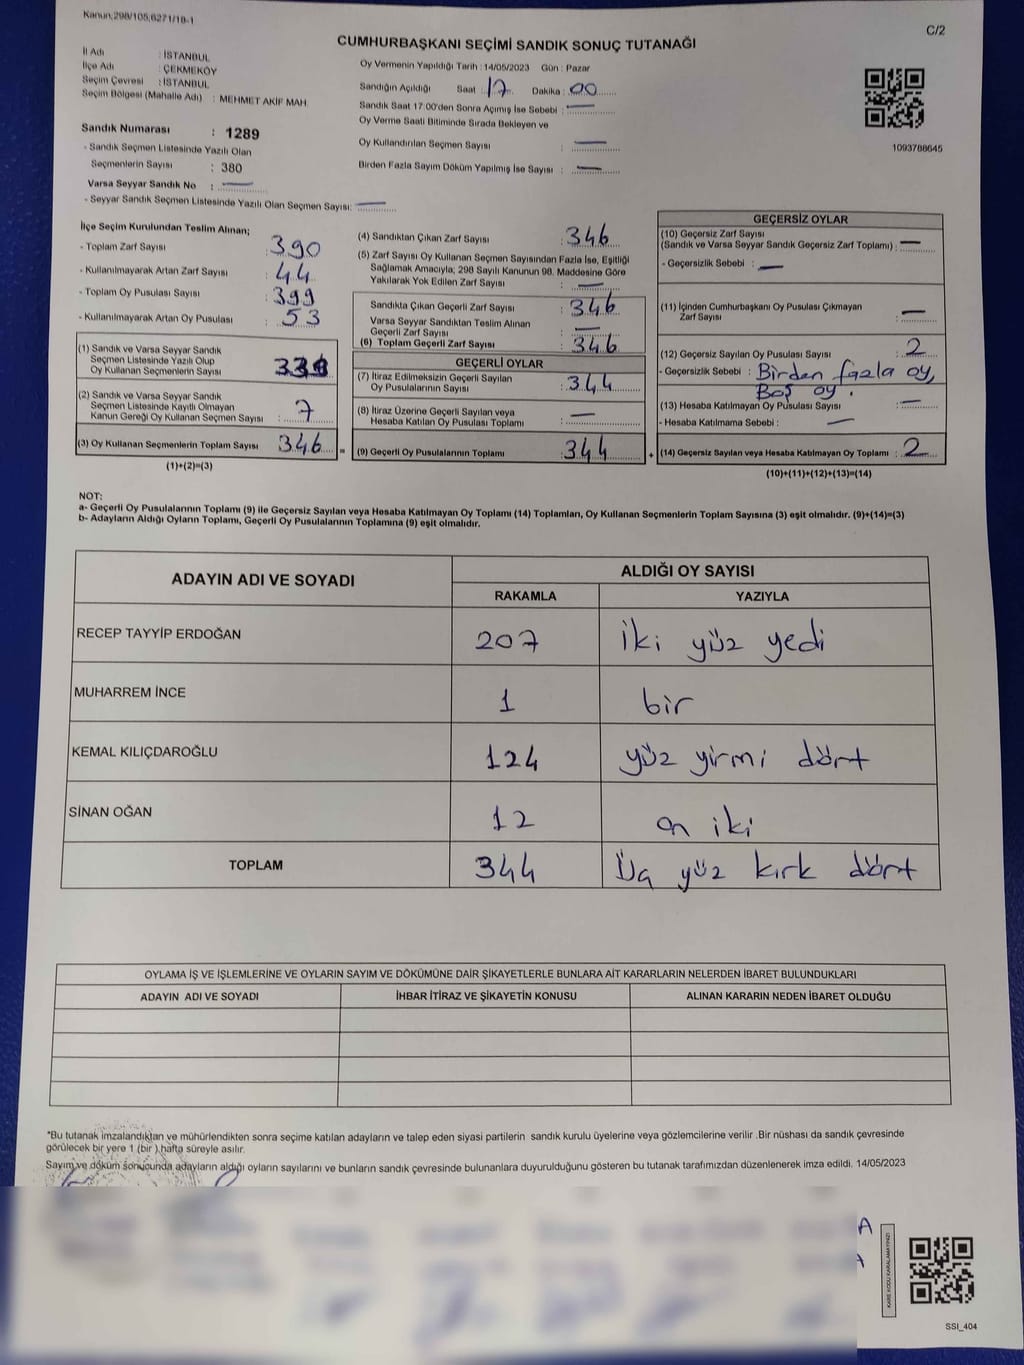 Kanun;298/105,6271/18-1
C/2
CUMHURBAŞKANI SEÇİMİ SANDIK SONUÇ TUTANAĞI
İl Adı : İSTANBUL
İlçe Adı : ÇEKMEKÖY
Seçim Çevresi : İSTANBUL
Seçim Bölgesi (Mahalle Adı) : MEHMET AKİF MAH.
Sandık Numarası : 1289
- Sandık Seçmen Listesinde Yazılı Olan
Seçmenlerin Sayısı : 380
Varsa Seyyar Sandık No : —
- Seyyar Sandık Seçmen Listesinde Yazılı Olan Seçmen Sayısı: —
Oy Vermenin Yapıldığı Tarih : 14/05/2023 Gün : Pazar
Sandığın Açıldığı Saat : 17 Dakika : 00
Sandık Saat 17:00'den Sonra Açımış İse Sebebi : —
Oy Verme Saati Bitiminde Sırada Bekleyen ve
Oy Kullandırılan Seçmen Sayısı : —
Birden Fazla Sayım Döküm Yapılmış İse Sayısı : —
1093788645
İlçe Seçim Kurulundan Teslim Alınan;
- Toplam Zarf Sayısı : 390
- Kullanılmayarak Artan Zarf Sayısı : 44
- Toplam Oy Pusulası Sayısı : 399
- Kullanılmayarak Artan Oy Pusulası : 53
(1) Sandık ve Varsa Seyyar Sandık
Seçmen Listesinde Yazılı Olup
Oy Kullanan Seçmenlerin Sayısı : 339
(2) Sandık ve Varsa Seyyar Sandık
Seçmen Listesinde Kayıtlı Olmayan
Kanun Gereği Oy Kullanan Seçmen Sayısı : 7
(3) Oy Kullanan Seçmenlerin Toplam Sayısı : 346
(1)+(2)=(3)
(4) Sandıktan Çıkan Zarf Sayısı : 346
(5) Zarf Sayısı Oy Kullanan Seçmen Sayısından Fazla İse, Eşitliği
Sağlamak Amacıyla; 298 Sayılı Kanunun 98. Maddesine Göre
Yakılarak Yok Edilen Zarf Sayısı : —
Sandıkta Çıkan Geçerli Zarf Sayısı : 346
Varsa Seyyar Sandıktan Teslim Alınan
Geçerli Zarf Sayısı : —
(6) Toplam Geçerli Zarf Sayısı : 346
GEÇERLİ OYLAR
(7) İtiraz Edilmeksizin Geçerli Sayılan
Oy Pusulalarının Sayısı : 344
(8) İtiraz Üzerine Geçerli Sayılan veya
Hesaba Katılan Oy Pusulası Toplamı : —
= (9) Geçerli Oy Pusulalarının Toplamı : 344
GEÇERSİZ OYLAR
(10) Geçersiz Zarf Sayısı
(Sandık ve Varsa Seyyar Sandık Geçersiz Zarf Toplamı) : —
- Geçersizlik Sebebi : —
(11) İçinden Cumhurbaşkanı Oy Pusulası Çıkmayan
Zarf Sayısı : —
(12) Geçersiz Sayılan Oy Pusulası Sayısı : 2
- Geçersizlik Sebebi : Birden fazla oy,
Boş oy.
(13) Hesaba Katılmayan Oy Pusulası Sayısı : —
- Hesaba Katılmama Sebebi : —
+ (14) Geçersiz Sayılan veya Hesaba Katılmayan Oy Toplamı : 2
(10)+(11)+(12)+(13)=(14)
NOT:
a- Geçerli Oy Pusulalarının Toplamı (9) ile Geçersiz Sayılan veya Hesaba Katılmayan Oy Toplamı (14) Toplamları, Oy Kullanan Seçmenlerin Toplam Sayısına (3) eşit olmalıdır. (9)+(14)=(3)
b- Adayların Aldığı Oyların Toplamı, Geçerli Oy Pusulalarının Toplamına (9) eşit olmalıdır.
ADAYIN ADI VE SOYADI
ALDIĞI OY SAYISI
RAKAMLA YAZIYLA
RECEP TAYYİP ERDOĞAN 207 iki yüz yedi
MUHARREM İNCE 1 bir
KEMAL KILIÇDAROĞLU 124 yüz yirmi dört
SİNAN OĞAN 12 on iki
TOPLAM 344 Üç yüz kırk dört
OYLAMA İŞ VE İŞLEMLERİNE VE OYLARIN SAYIM VE DÖKÜMÜNE DAİR ŞİKAYETLERLE BUNLARA AİT KARARLARIN NELERDEN İBARET BULUNDUKLARI
ADAYIN ADI VE SOYADI İHBAR İTİRAZ VE ŞİKAYETİN KONUSU ALINAN KARARIN NEDEN İBARET OLDUĞU
*Bu tutanak imzalandıktan ve mühürlendikten sonra seçime katılan adayların ve talep eden siyasi partilerin sandık kurulu üyelerine veya gözlemcilerine verilir .Bir nüshası da sandık çevresinde
görülecek bir yere 1 (bir ) hafta süreyle asılır.
Sayım ve döküm sonucunda adayların aldığı oyların sayılarını ve bunların sandık çevresinde bulunanlara duyurulduğunu gösteren bu tutanak tarafımızdan düzenlenerek imza edildi. 14/05/2023
A
KARE KODU KARALAMAYINIZ!
SSI_404